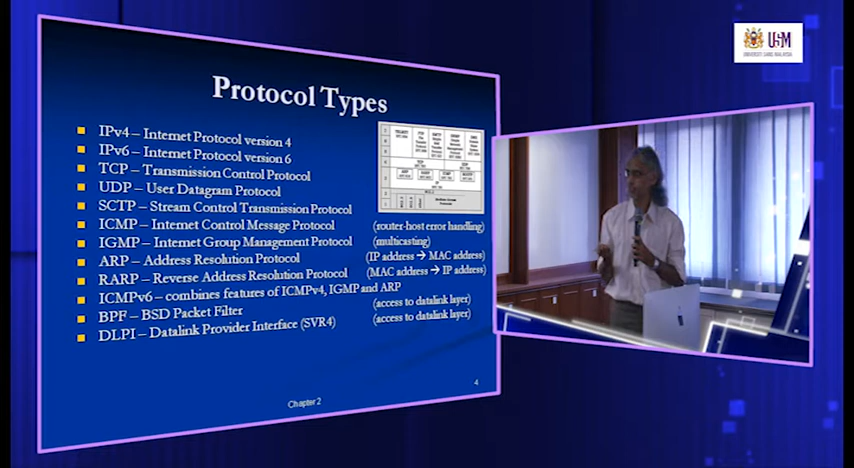 USM
UNIVERSITI SAINS MALAYSIA
Protocol Types
IPv4 – Internet Protocol version 4
IPv6 – Internet Protocol version 6
TCP – Transmission Control Protocol
UDP – User Datagram Protocol
SCTP – Stream Control Transmission Protocol
ICMP – Internet Control Message Protocol (router-host error handling)
IGMP – Internet Group Management Protocol (multicasting)
ARP – Address Resolution Protocol (IP address → MAC address)
RARP – Reverse Address Resolution Protocol (MAC address → IP address)
ICMPv6 – combines features of ICMPv4, IGMP and ARP
BPF – BSD Packet Filter (access to datalink layer)
DLPI – Datalink Provider Interface (SVR4) (access to datalink layer)
Chapter 2
4